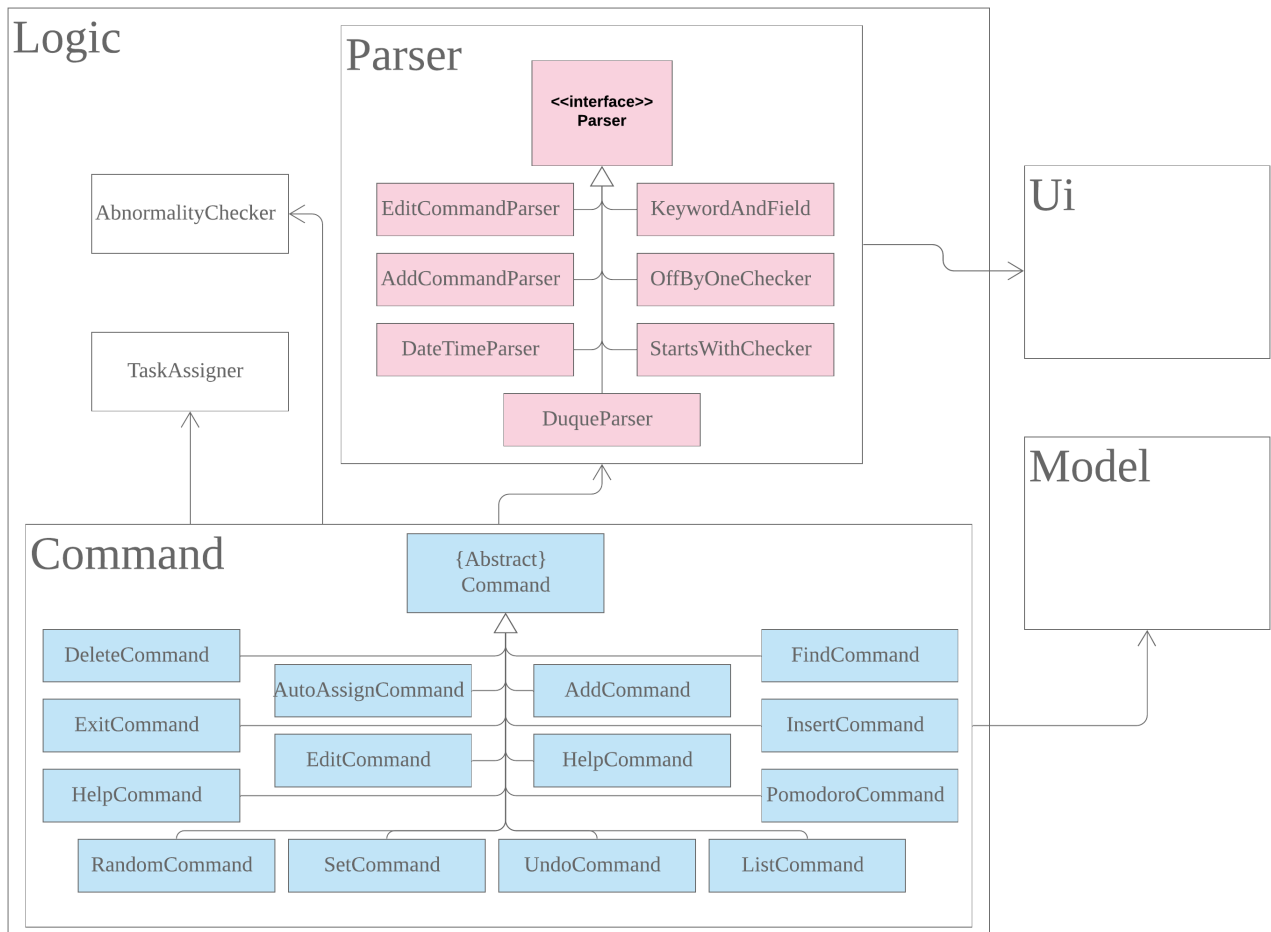 Logic
Parser
<<interface>>
Parser
EditCommandParser
KeywordAndField
AddCommandParser
OffByOneChecker
DateTimeParser
StartsWithChecker
DuqueParser
AbnormalityChecker
TaskAssigner
Ui
Model
Command
{Abstract}
Command
DeleteCommand
FindCommand
AutoAssignCommand
AddCommand
ExitCommand
InsertCommand
EditCommand
HelpCommand
HelpCommand
PomodoroCommand
RandomCommand
SetCommand
UndoCommand
ListCommand